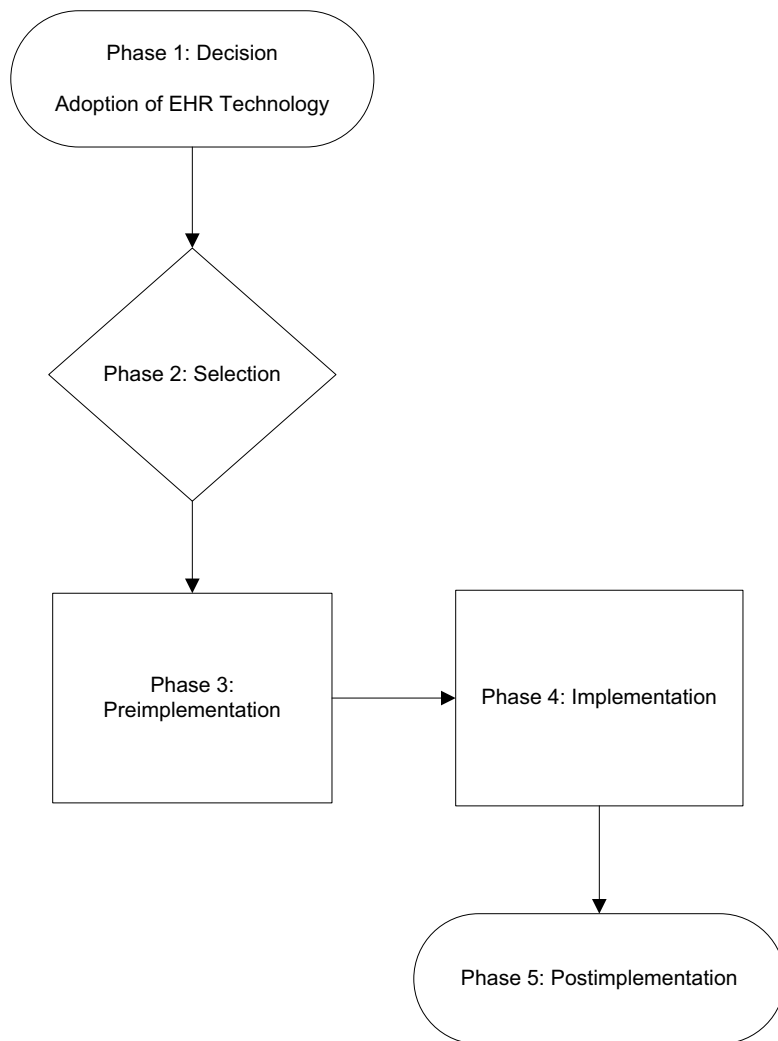 Phase 1: Decision
Adoption of EHR Technology
Phase 2: Selection
Phase 3:
Preimplementation
Phase 4: Implementation
Phase 5: Postimplementation